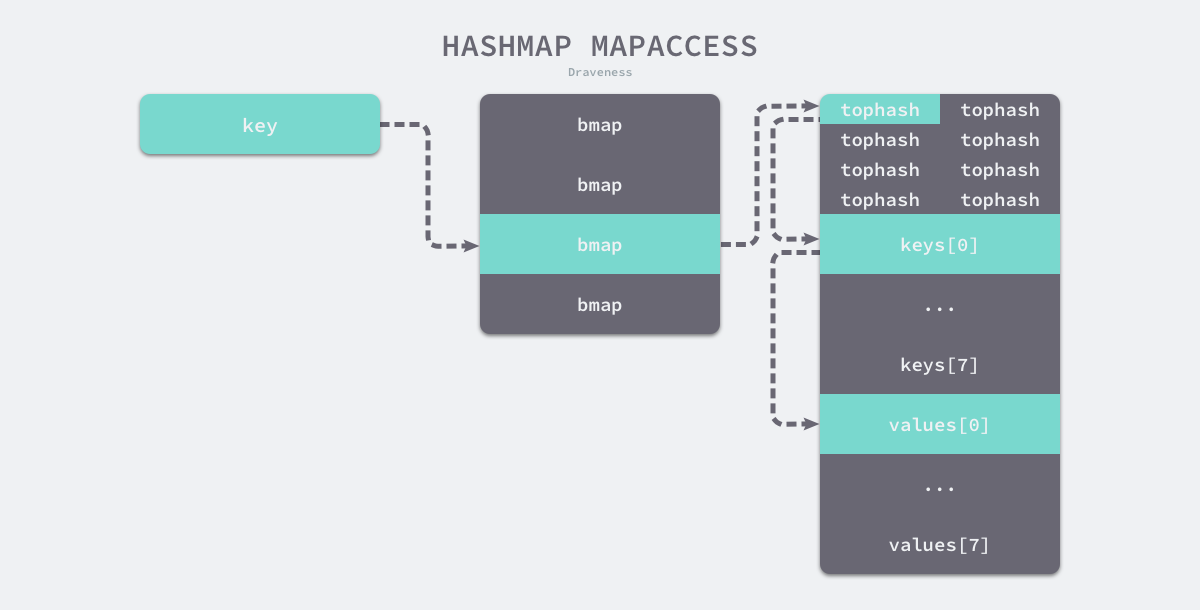 HASHMAP MAPACCESS
Draveness
key
bmap
bmap
bmap
bmap
tophash tophash
tophash tophash
tophash tophash
tophash tophash
keys[0]
...
keys[7]
values[0]
...
values[7]